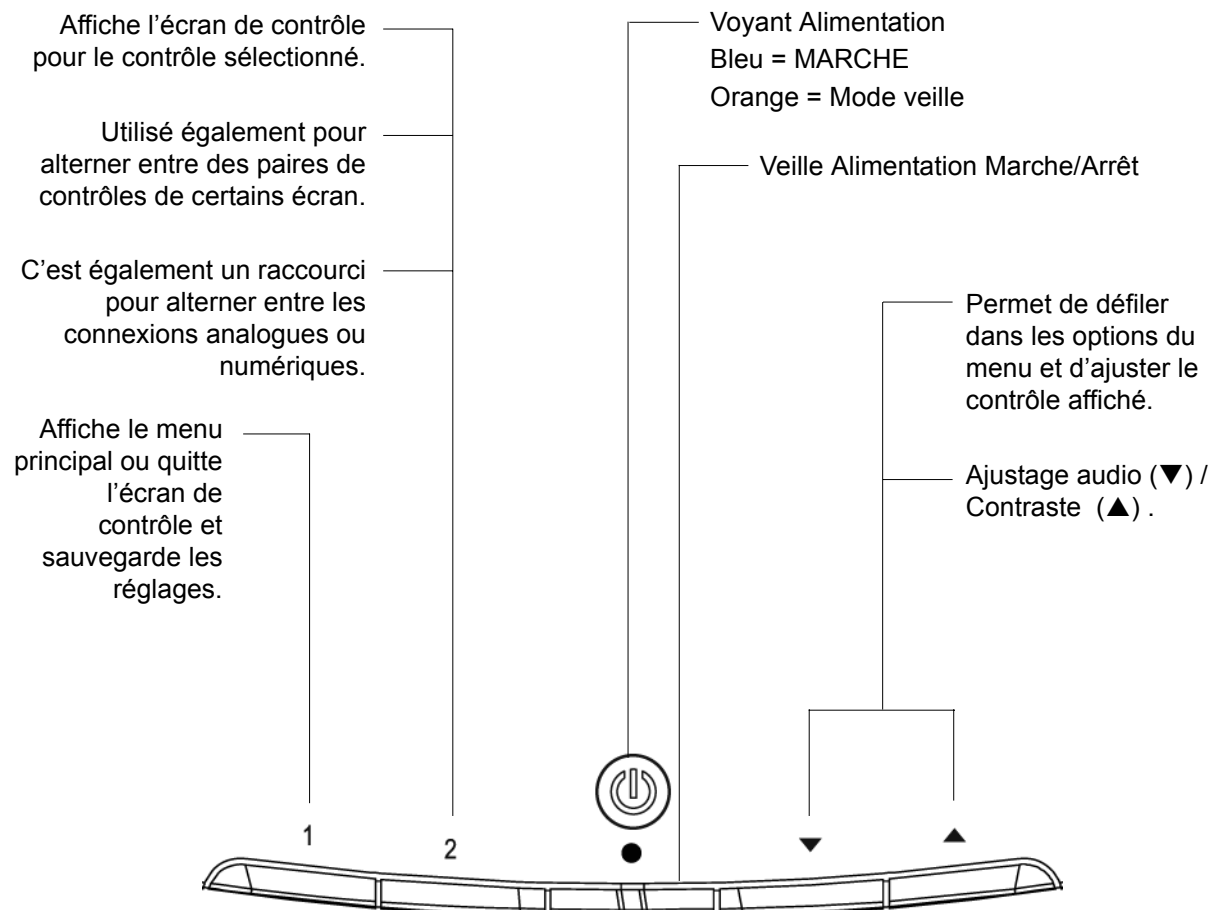 Affiche l’écran de contrôle
pour le contrôle sélectionné.
Utilisé également pour
alterner entre des paires de
contrôles de certains écran.
C’est également un raccourci
pour alterner entre les
connexions analogues ou
numériques.
Affiche le menu
principal ou quitte
l’écran de
contrôle et
sauvegarde les
réglages.
Voyant Alimentation
Bleu = MARCHE
Orange = Mode veille
Veille Alimentation Marche/Arrêt
Permet de défiler
dans les options du
menu et d’ajuster le
contrôle affiché.
Ajustage audio (▼) /
Contraste (▲) .
1
2
▼
▲